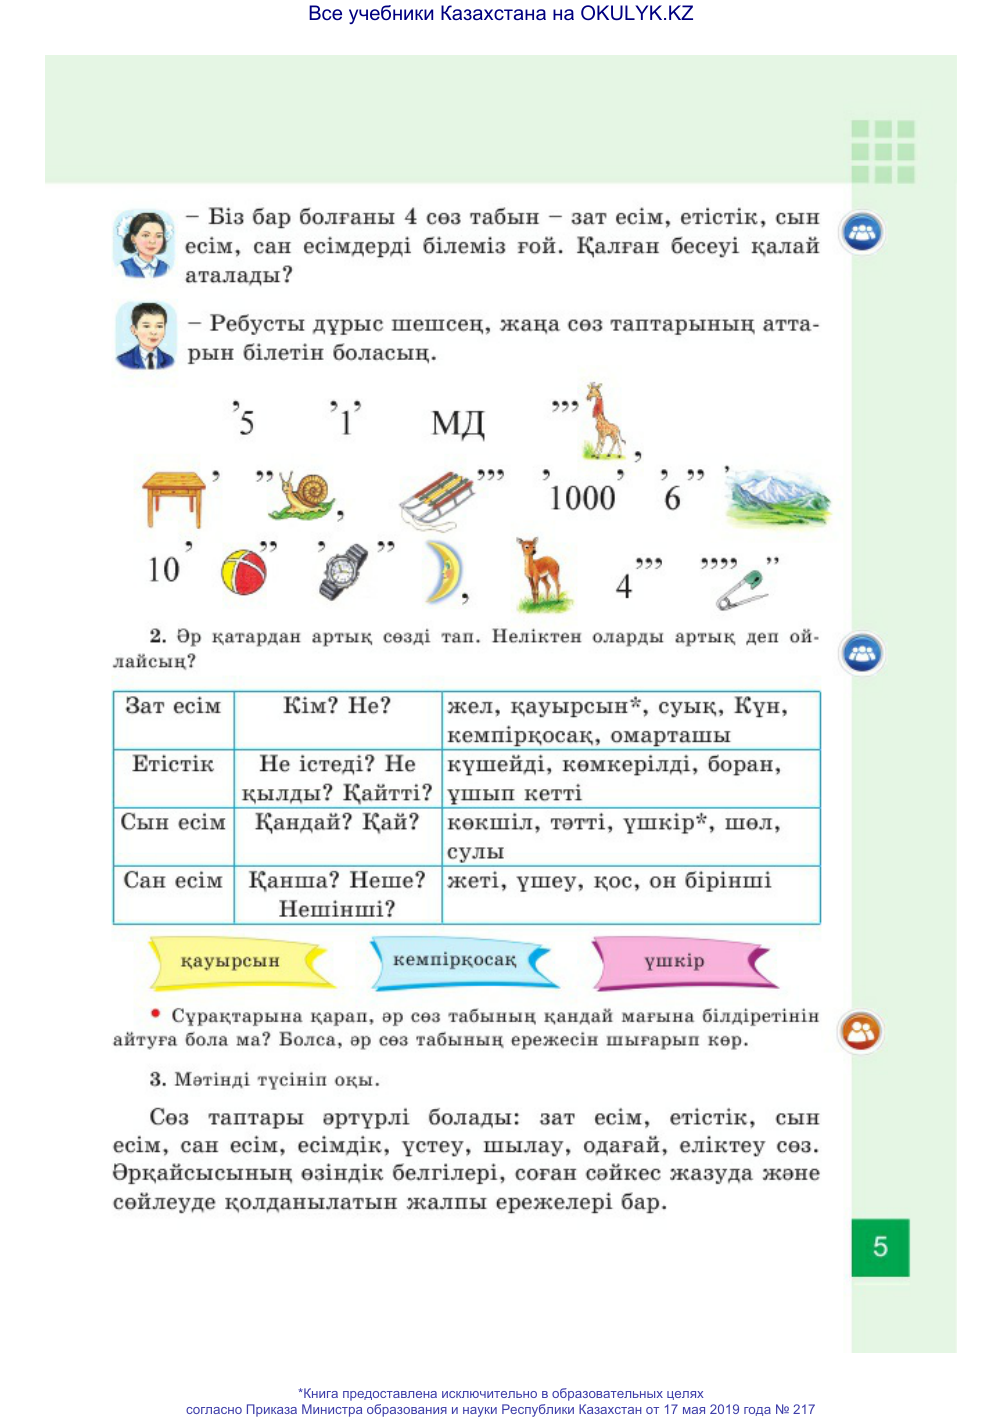 Все учебники Казахстана на OKULYK.KZ
– Біз бар болғаны 4 сөз табын – зат есім, етістік, сын
есім, сан есімдерді білеміз ғой. Қалған бесеуі қалай
аталады?
– Ребусты дұрыс шешсең, жаңа сөз таптарының атта-
рын білетін боласың.
’5 ’1’ МД ’’’ ,
’ ’’ , ’’’ ’1000’ ’6’’ ’
10’ ’’ ’ ’’ , 4’’’ ’’’’ ’’
2. Әр қатардан артық сөзді тап. Неліктен оларды артық деп ой-
лайсың?
Зат есім Кім? Не? жел, қауырсын*, суық, Күн,
кемпірқосақ, омарташы
Етістік Не істеді? Не күшейді, көмкерілді, боран,
қылды? Қайтті? ұшып кетті
Сын есім Қандай? Қай? көкшіл, тәтті, үшкір*, шөл,
сулы
Сан есім Қанша? Неше? жеті, үшеу, қос, он бірінші
Нешінші?
қауырсын кемпірқосақ үшкір
• Сұрақтарына қарап, әр сөз табының қандай мағына білдіретінін
айтуға бола ма? Болса, әр сөз табының ережесін шығарып көр.
3. Мәтінді түсініп оқы.
Сөз таптары әртүрлі болады: зат есім, етістік, сын
есім, сан есім, есімдік, үстеу, шылау, одағай, еліктеу сөз.
Әрқайсысының өзіндік белгілері, соған сәйкес жазуда және
сөйлеуде қолданылатын жалпы ережелері бар.
5
*Книга предоставлена исключительно в образовательных целях
согласно Приказа Министра образования и науки Республики Казахстан от 17 мая 2019 года № 217